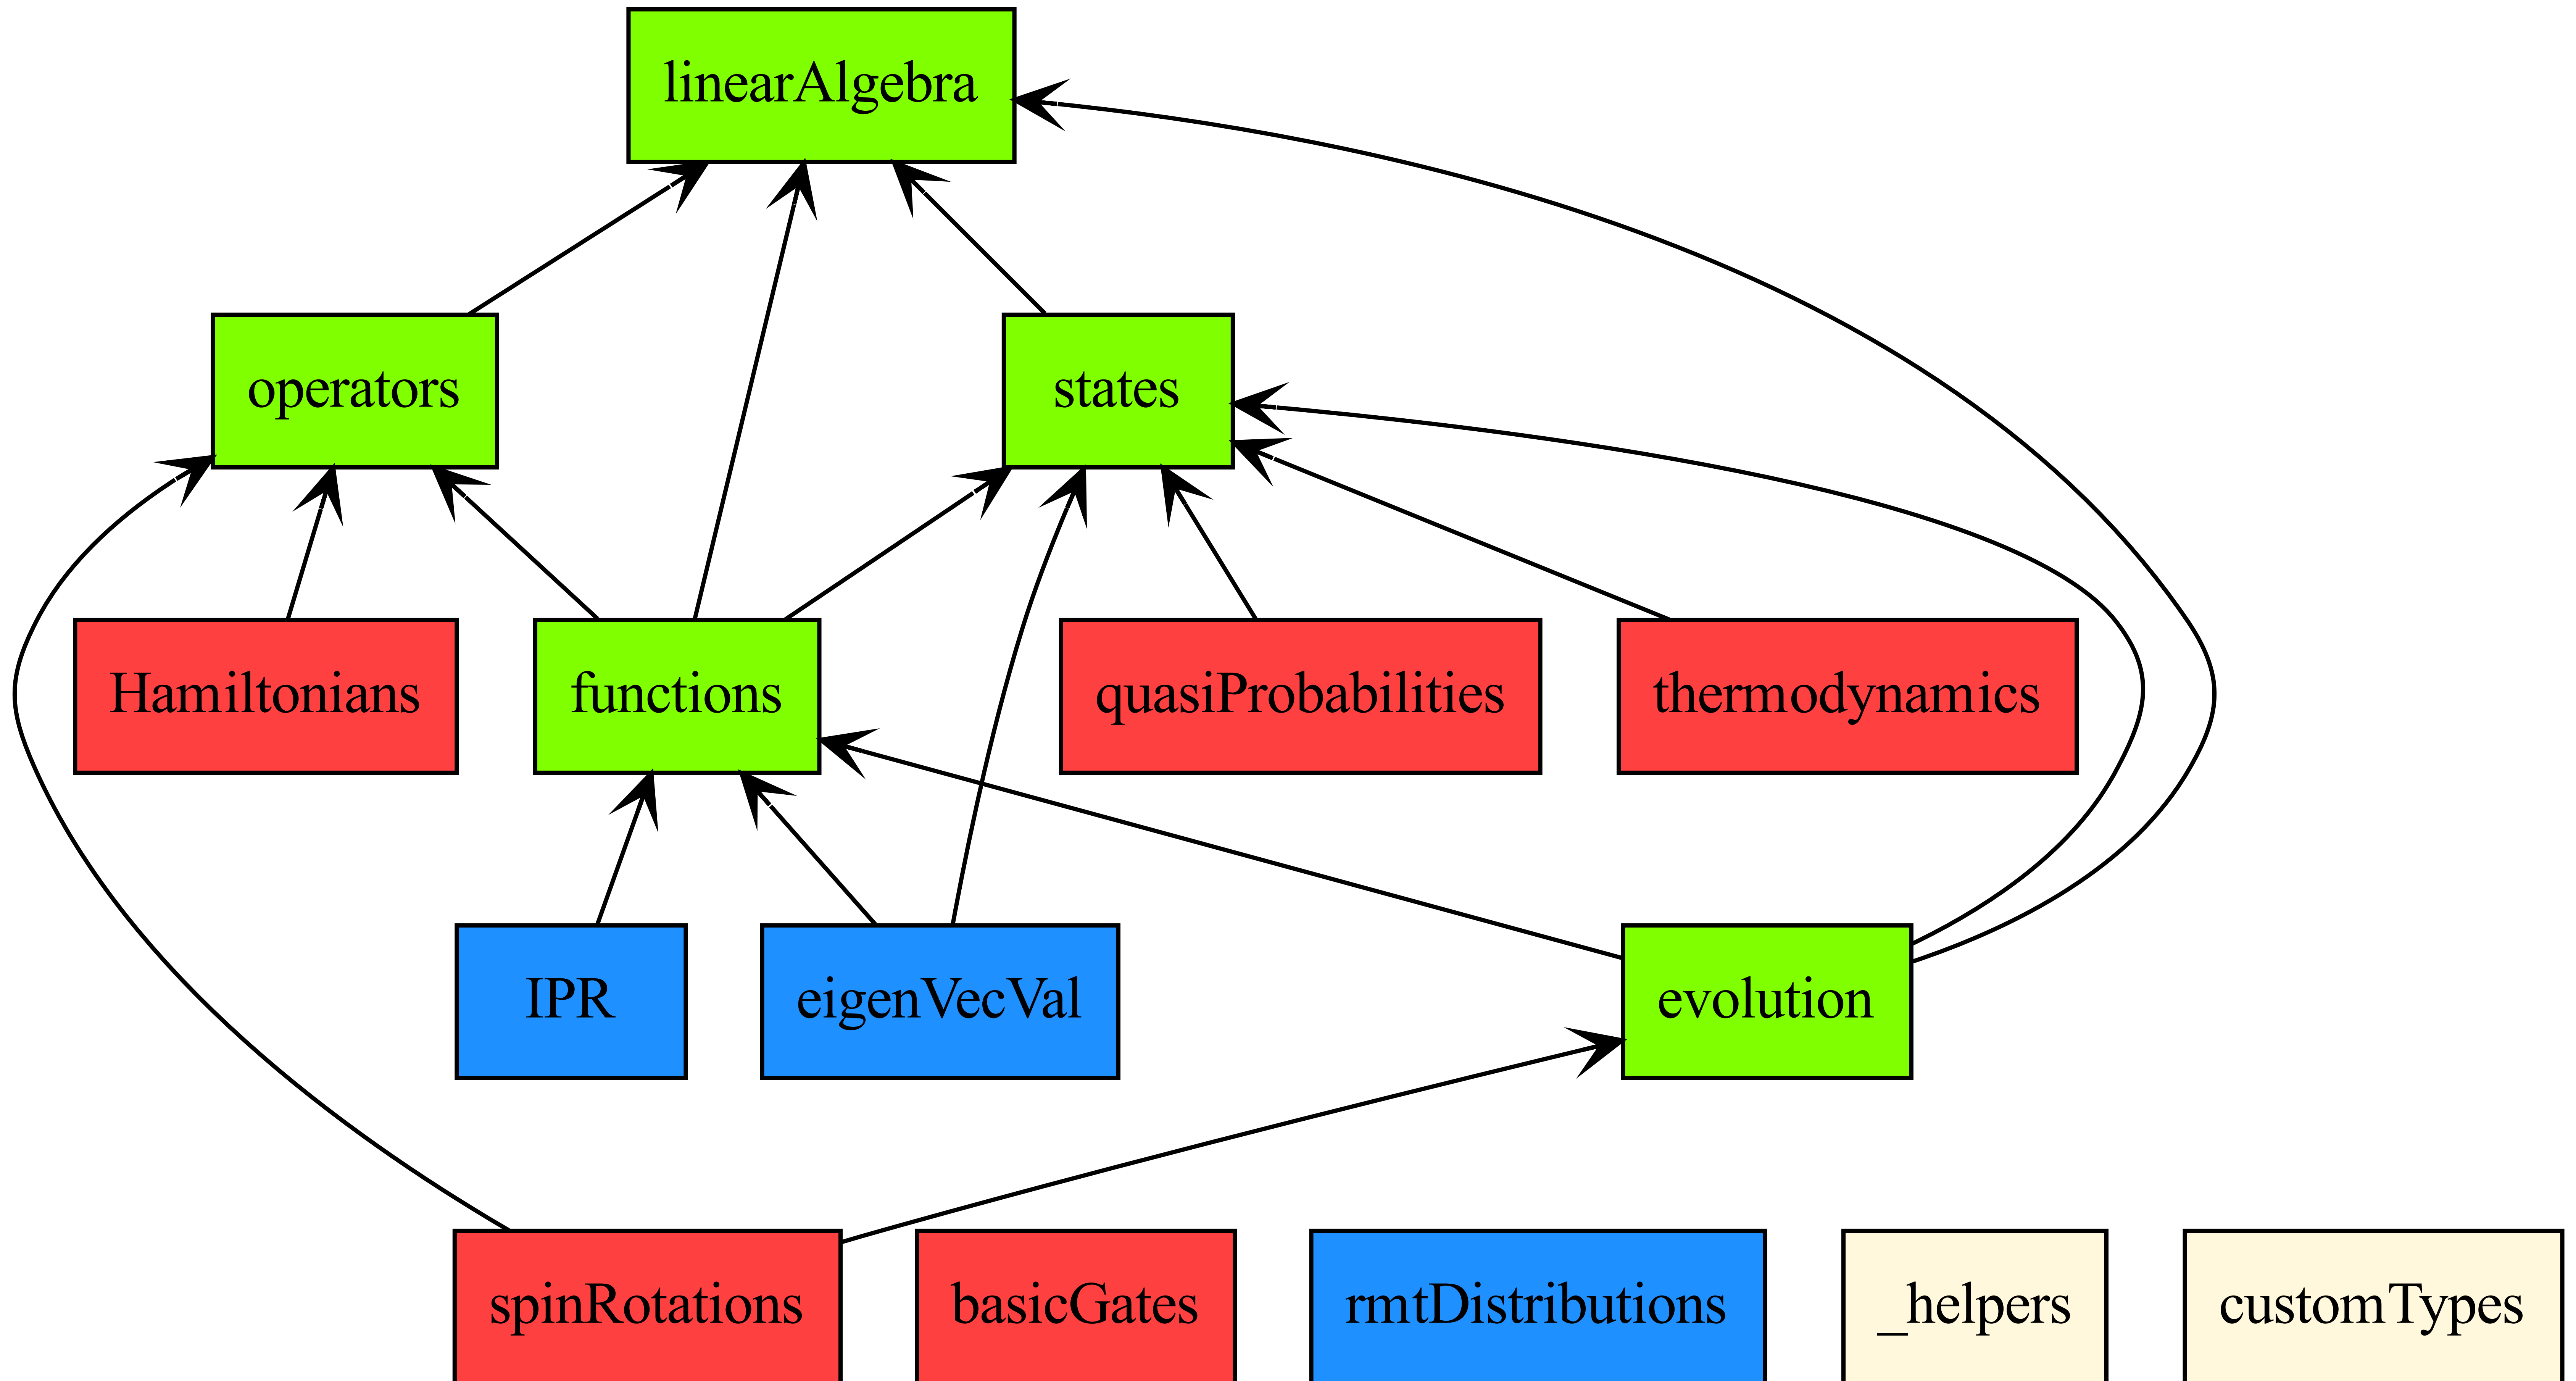 linearAlgebra
operators
states
Hamiltonians
functions
quasiProbabilities
thermodynamics
IPR
eigenVecVal
evolution
spinRotations
basicGates
rmtDistributions
_helpers
customTypes